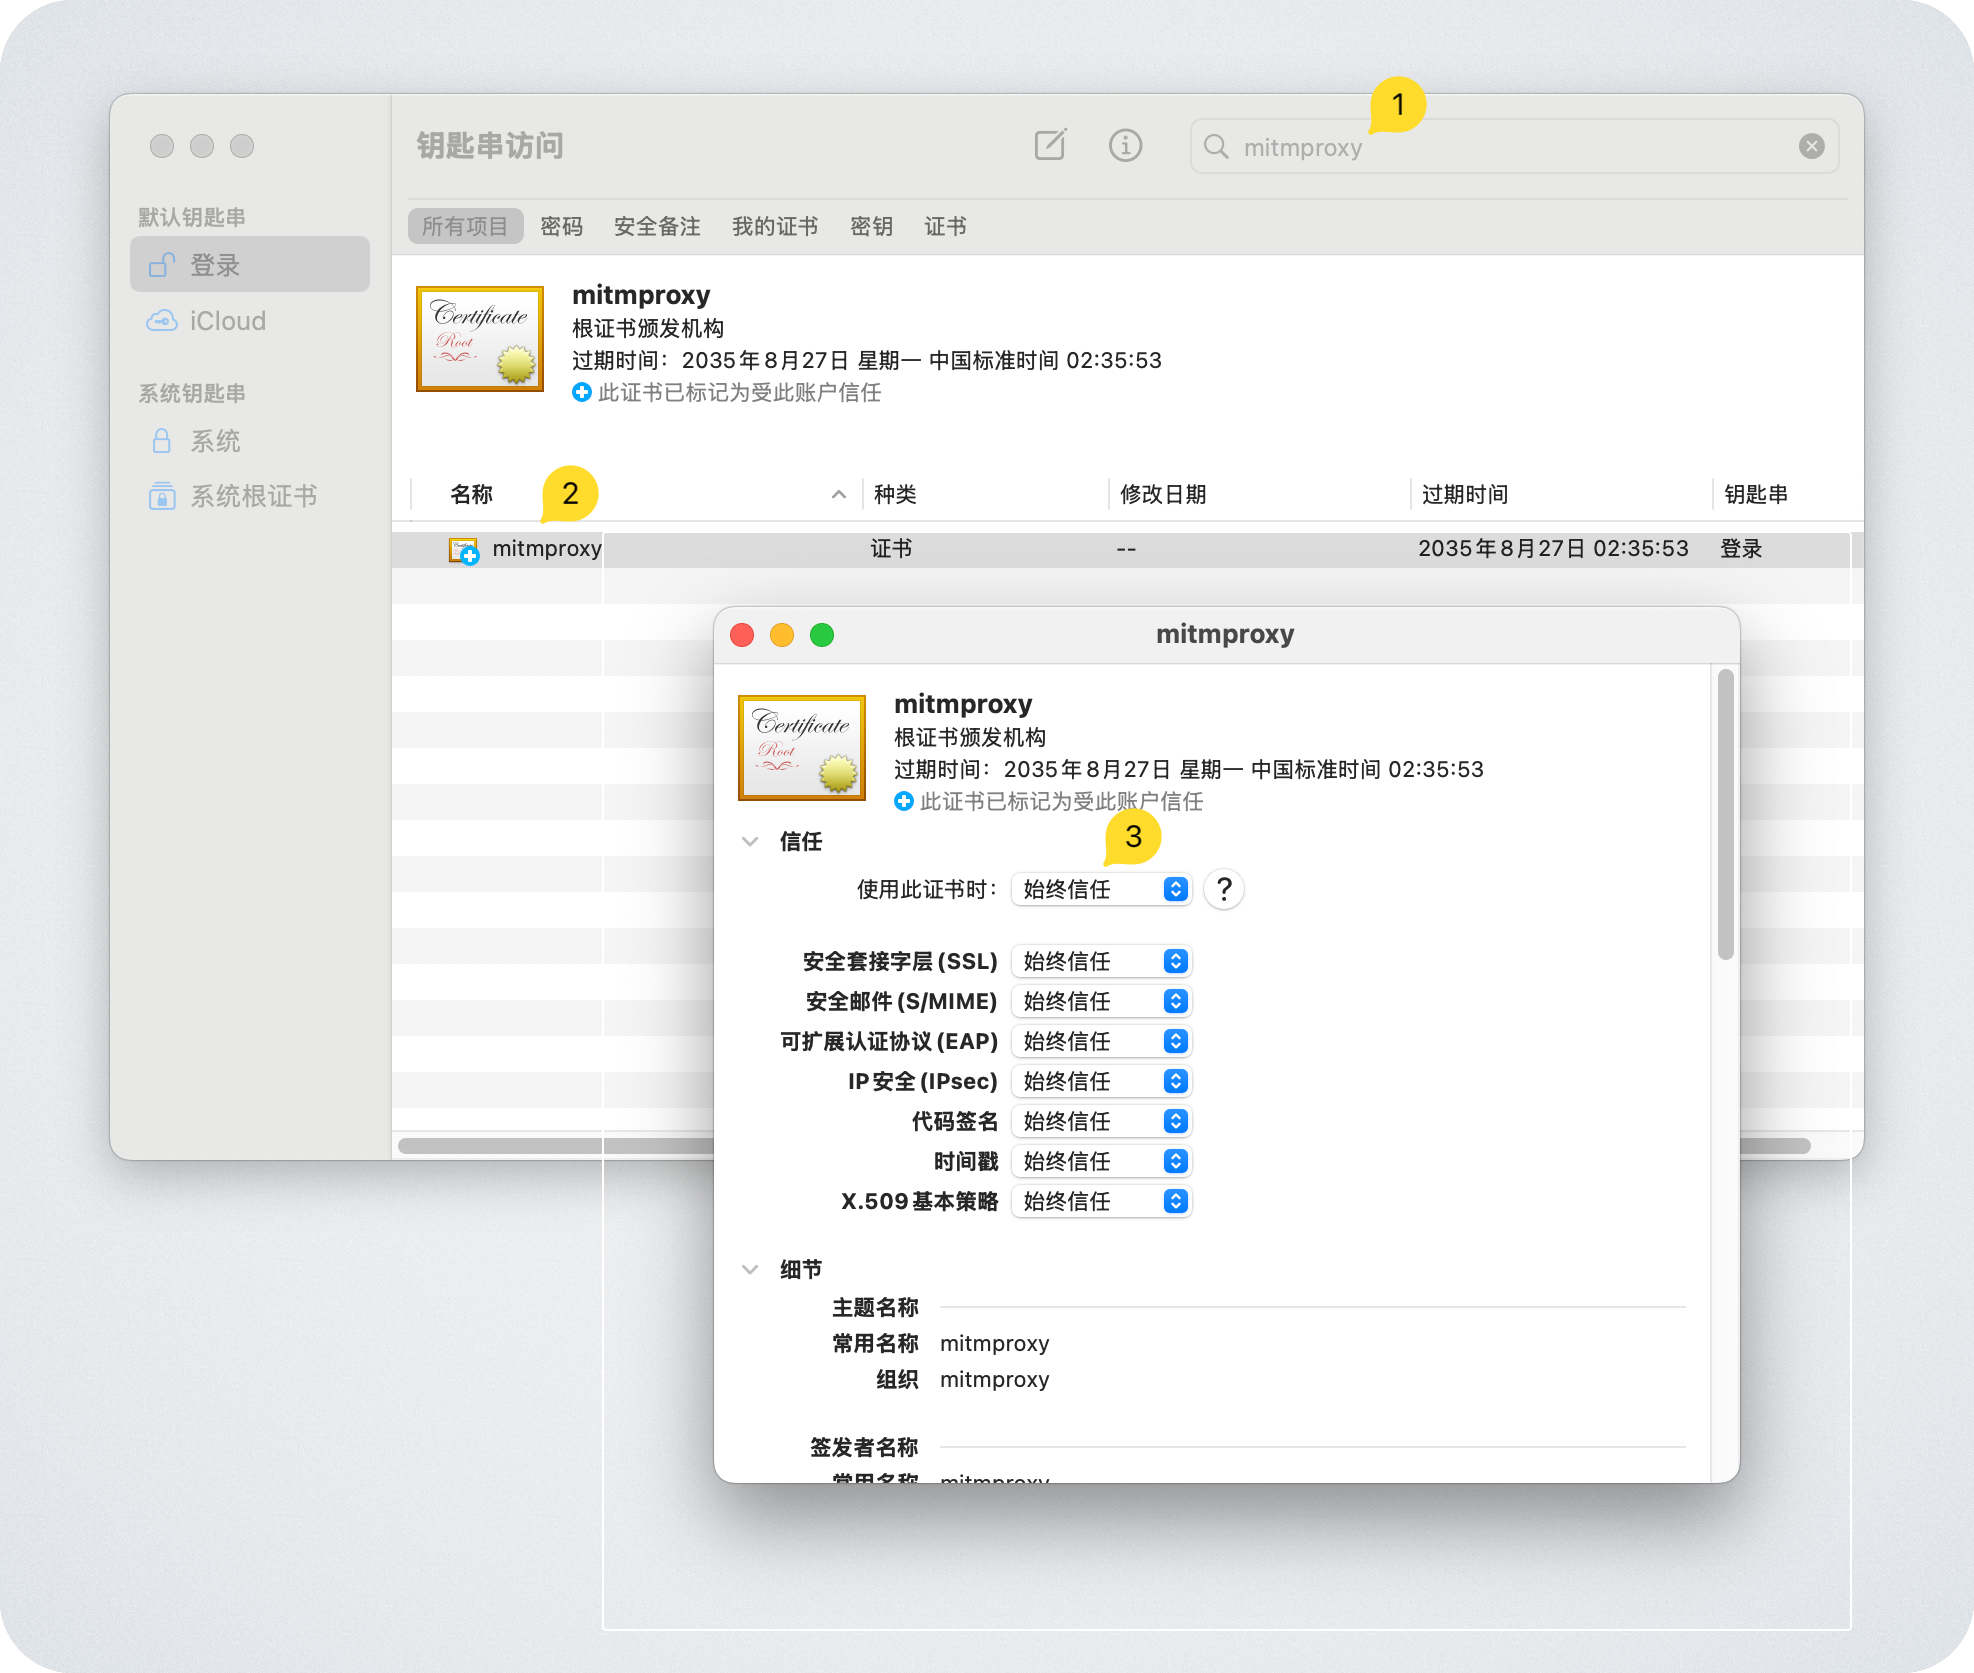 1
钥匙串访问
mitmproxy
默认钥匙串
登录
iCloud
系统钥匙串
系统
系统根证书
所有项目 密码 安全备注 我的证书 密钥 证书
Certificate
Root
mitmproxy
根证书颁发机构
过期时间：2035年8月27日 星期一 中国标准时间 02:35:53
此证书已标记为受此账户信任
2
名称 种类 修改日期 过期时间 钥匙串
mitmproxy 证书 -- 2035年8月27日 02:35:53 登录
mitmproxy
Certificate
Root
mitmproxy
根证书颁发机构
过期时间：2035年8月27日 星期一 中国标准时间 02:35:53
此证书已标记为受此账户信任
3
信任
使用此证书时： 始终信任 ?
安全套接字层 (SSL) 始终信任
安全邮件 (S/MIME) 始终信任
可扩展认证协议 (EAP) 始终信任
IP 安全 (IPsec) 始终信任
代码签名 始终信任
时间戳 始终信任
X.509 基本策略 始终信任
细节
主题名称
常用名称 mitmproxy
组织 mitmproxy
签发者名称
常用名称 mitmproxy